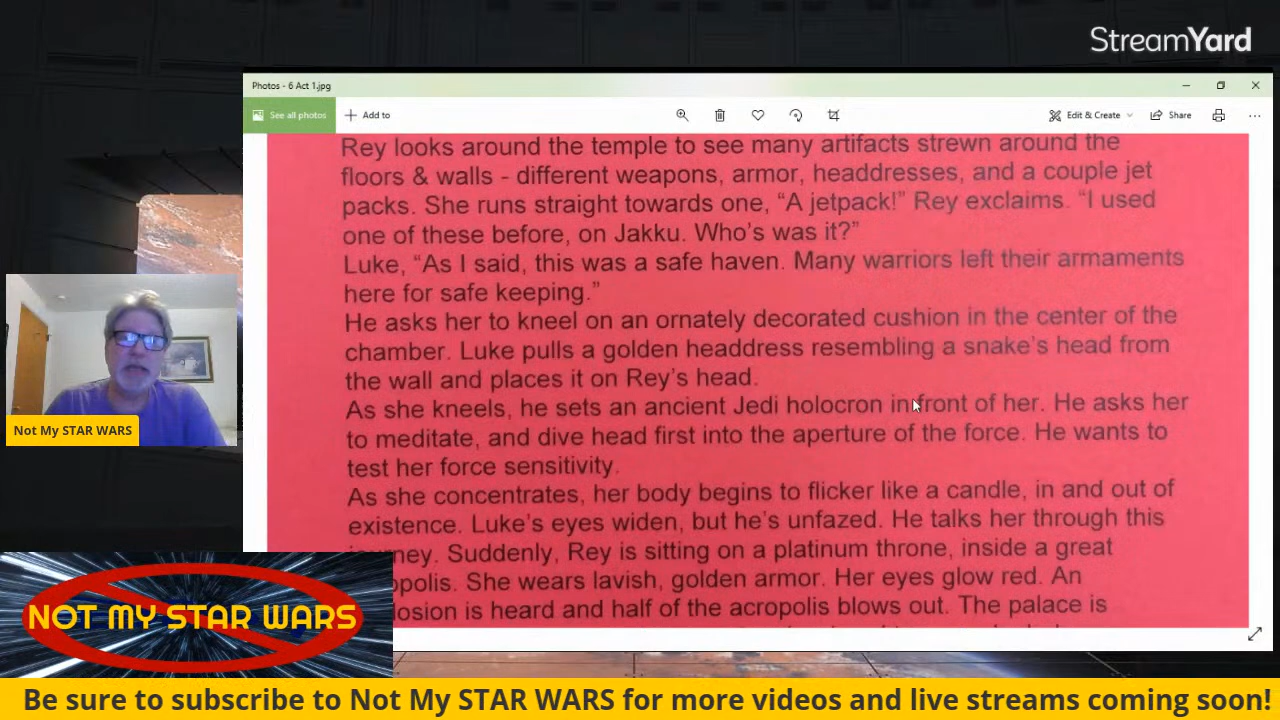 StreamYard
Photos - 6 Act 1.jpg
See all photos
Add to
Edit & Create
Share
Rey looks around the temple to see many artifacts strewn around the
floors & walls - different weapons, armor, headdresses, and a couple jet
packs. She runs straight towards one, “A jetpack!” Rey exclaims. “I used
one of these before, on Jakku. Who’s was it?”
Luke, “As I said, this was a safe haven. Many warriors left their armaments
here for safe keeping.”
He asks her to kneel on an ornately decorated cushion in the center of the
chamber. Luke pulls a golden headdress resembling a snake’s head from
the wall and places it on Rey’s head.
As she kneels, he sets an ancient Jedi holocron in front of her. He asks her
to meditate, and dive head first into the aperture of the force. He wants to
test her force sensitivity.
As she concentrates, her body begins to flicker like a candle, in and out of
existence. Luke’s eyes widen, but he’s unfazed. He talks her through this
Suddenly, Rey is sitting on a platinum throne, inside a great
She wears lavish, golden armor. Her eyes glow red. An
is heard and half of the acropolis blows out. The palace is
Not My STAR WARS
NOT MY STAR WARS
Be sure to subscribe to Not My STAR WARS for more videos and live streams coming soon!